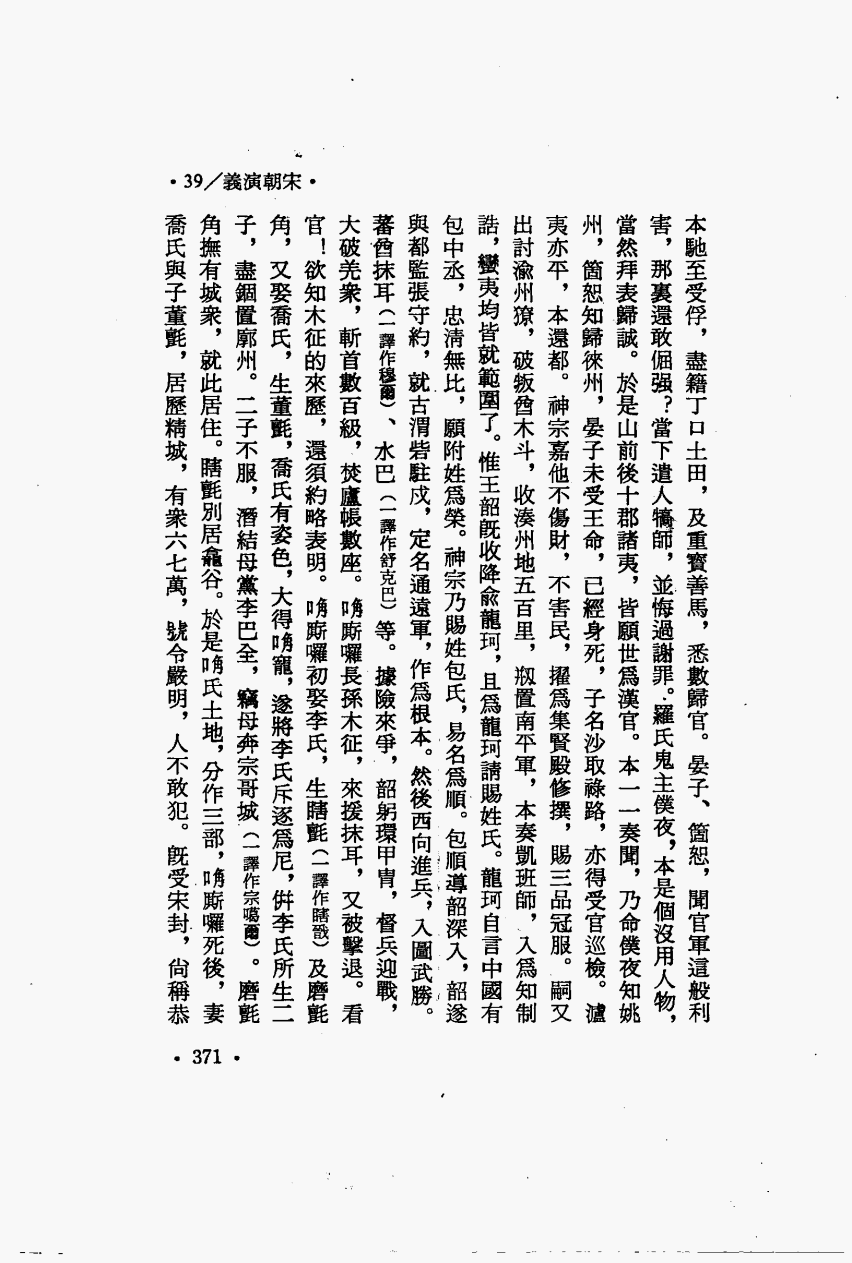 •39／義演朝宋•
本馳至受俘，盡籍丁口土田，及重寶善馬，悉數歸官。晏子、箇恕，聞官軍這般利
害，那裏還敢倔强？當下遣人犒師，並悔過謝罪。羅氏鬼主僕夜，本是個沒用人物，
當然拜表歸誠。於是山前後十郡諸夷，皆願世爲漢官。本一一奏聞，乃命僕夜知姚
州，箇恕知歸徠州，晏子未受王命，已經身死，子名沙取祿路，亦得受官巡檢。瀘
夷亦平，本還都。神宗嘉他不傷財，不害民，擢爲集賢殿修撰，賜三品冠服。嗣又
出討渝州獠，破叛酋木斗，收溱州地五百里，剏置南平軍，本奏凱班師，入爲知制
誥，蠻夷均皆就範圍了。惟王韶旣收降兪龍珂，且爲龍珂請賜姓氏。龍珂自言中國有
包中丞，忠清無比，願附姓爲榮。神宗乃賜姓包氏，易名爲順。包順導韶深入，韶遂
與都監張守約，就古渭砦駐戍，定名通遠軍，作爲根本。然後西向進兵，入圖武勝。
蕃酋抹耳（一譯作穆爾）、水巴（一譯作舒克巴）等。據險來爭，韶躬環甲冑，督兵迎戰，
大破羌衆，斬首數百級，焚廬帳數座。唃厮囉長孫木征，來援抹耳，又被擊退。看
官！欲知木征的來歷，還須約略表明。唃厮囉初娶李氏，生瞎氈（一譯作瞎戩）及磨氈
角，又娶喬氏，生董氈，喬氏有姿色，大得唃寵，遂將李氏斥逐爲尼，倂李氏所生二
子，盡錮置廓州。二子不服，潛結母黨李巴全，竊母奔宗哥城（一譯作宗噶爾）。磨氈
角撫有城衆，就此居住。瞎氈別居龕谷。於是唃氏土地，分作三部，唃厮囉死後，妻
喬氏與子董氈，居歷精城，有衆六七萬，號令嚴明，人不敢犯。旣受宋封，尙稱恭
•371•